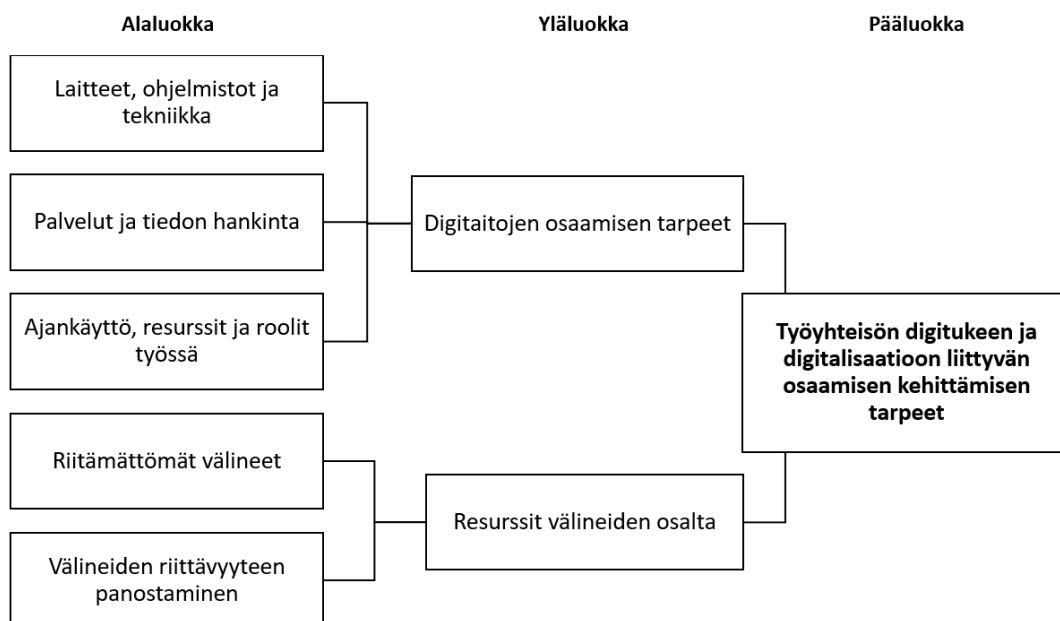 Alaluokka
Yläluokka
Pääluokka
Laitteet, ohjelmistot ja
tekniikka
Palvelut ja tiedon hankinta
Ajankäyttö, resurssit ja roolit
työssä
Riitämättömät välineet
Välineiden riittävyyteen
panostaminen
Digitaitojen osaamisen tarpeet
Resurssit välineiden osalta
Työyhteisön digitukeen ja
digitalisaatioon liittyvän
osaamisen kehittämisen
tarpeet